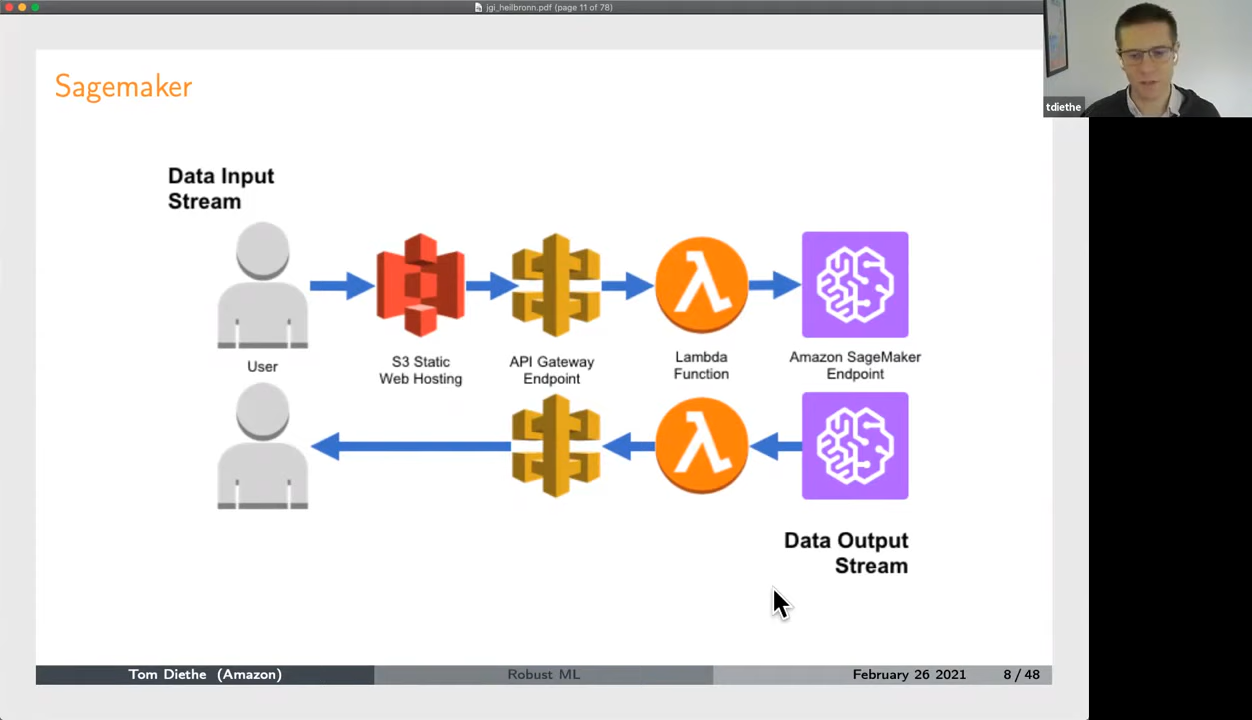 jgi_heilbronn.pdf (page 11 of 78)
tdiethe
Sagemaker
Data Input
Stream
User
S3 Static
Web Hosting
API Gateway
Endpoint
Lambda
Function
Amazon SageMaker
Endpoint
Data Output
Stream
Tom Diethe (Amazon)
Robust ML
February 26 2021
8 / 48